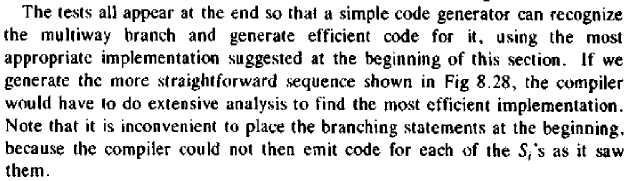 The tests all appear at the end so that a simple code generator can recognize
the multiway branch and generate efficient code for it, using the most
appropriate implementation suggested at the beginning of this section. If we
generate the more straightforward sequence shown in Fig 8.28, the compiler
would have to do extensive analysis to find the most efficient implementation.
Note that it is inconvenient to place the branching statements at the beginning,
because the compiler could not then emit code for each of the Sᵢ's as it saw
them.